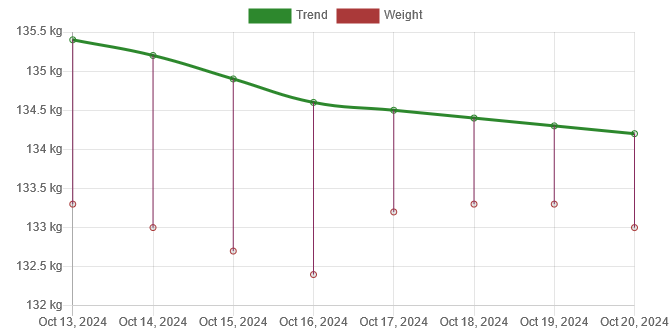 Trend Weight
135.5 kg
135 kg
134.5 kg
134 kg
133.5 kg
133 kg
132.5 kg
132 kg
Oct 13, 2024 Oct 14, 2024 Oct 15, 2024 Oct 16, 2024 Oct 17, 2024 Oct 18, 2024 Oct 19, 2024 Oct 20, 2024